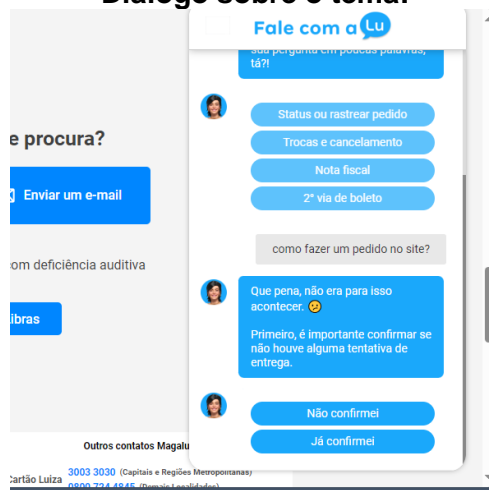 Fale com a Lu
tá?!
Status ou rastrear pedido
Trocas e cancelamento
Nota fiscal
2ª via de boleto
como fazer um pedido no site?
Que pena, não era para isso
acontecer.
Primeiro, é importante confirmar se
não houve alguma tentativa de
entrega.
Não confirmei
Já confirmei
e procura?
Enviar um e-mail
om deficiência auditiva
ibras
Outros contatos Magalu
Cartão Luiza 3003 3030 (Capitais e Regiões Metropolitanas)